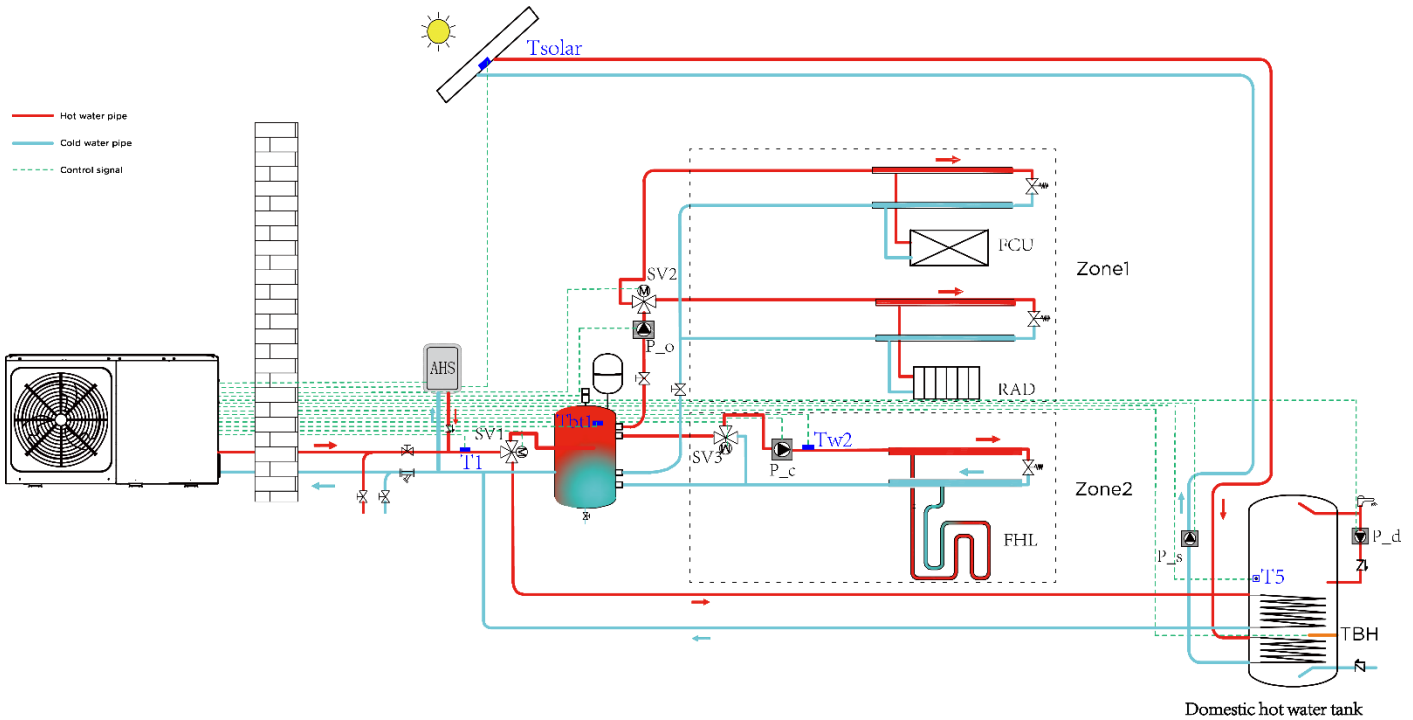 Tsolar
Hot water pipe
Cold water pipe
Control signal
FCU
Zone1
SV2
M
P_o
AHS
RAD
Tbt1
SV1
M
T1
SV3
M
P_c
Tw2
Zone2
FHL
P_s
P_d
T5
TBH
Domestic hot water tank